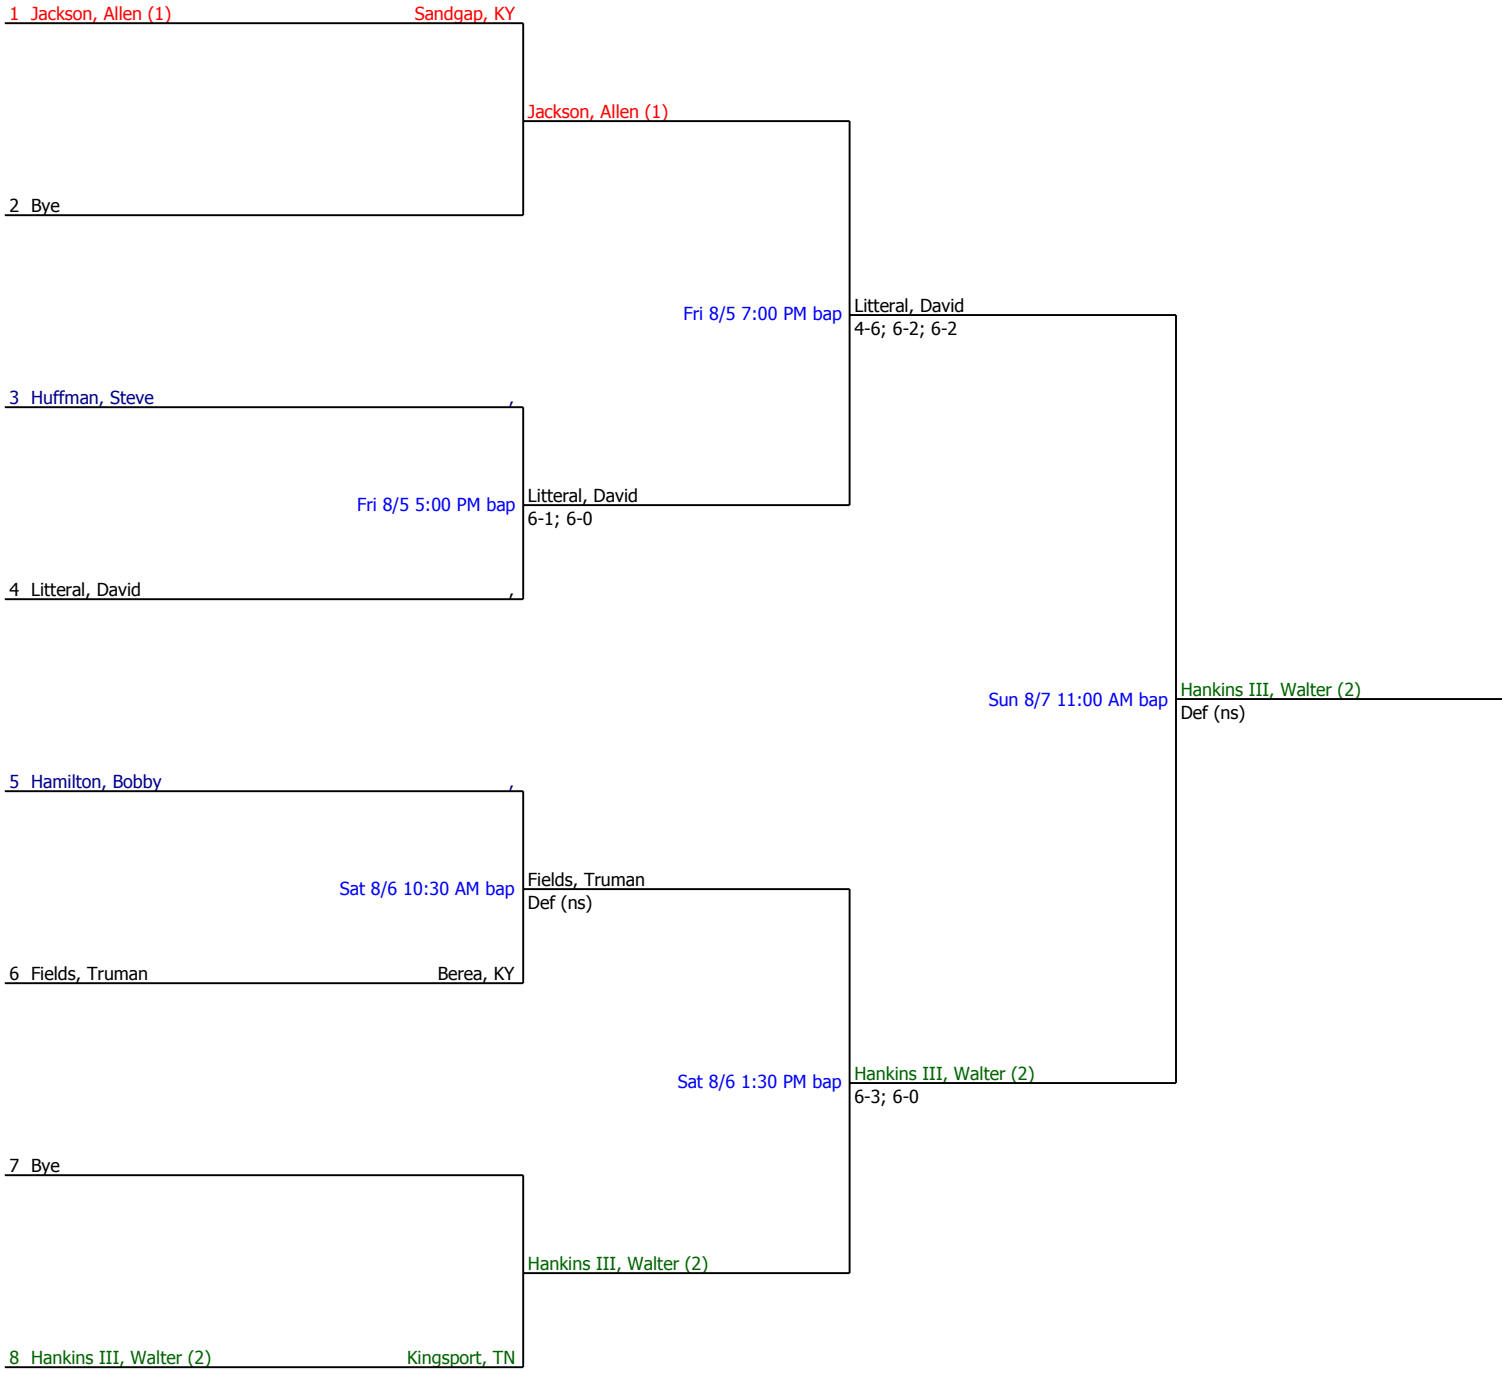 1 Jackson, Allen (1) Sandgap, KY
Jackson, Allen (1)
2 Bye
Fri 8/5 7:00 PM bap
Litteral, David
4-6; 6-2; 6-2
3 Huffman, Steve ,
Fri 8/5 5:00 PM bap
Litteral, David
6-1; 6-0
4 Litteral, David ,
Sun 8/7 11:00 AM bap
Hankins III, Walter (2)
Def (ns)
5 Hamilton, Bobby ,
Sat 8/6 10:30 AM bap
Fields, Truman
Def (ns)
6 Fields, Truman Berea, KY
Sat 8/6 1:30 PM bap
Hankins III, Walter (2)
6-3; 6-0
7 Bye
Hankins III, Walter (2)
8 Hankins III, Walter (2) Kingsport, TN